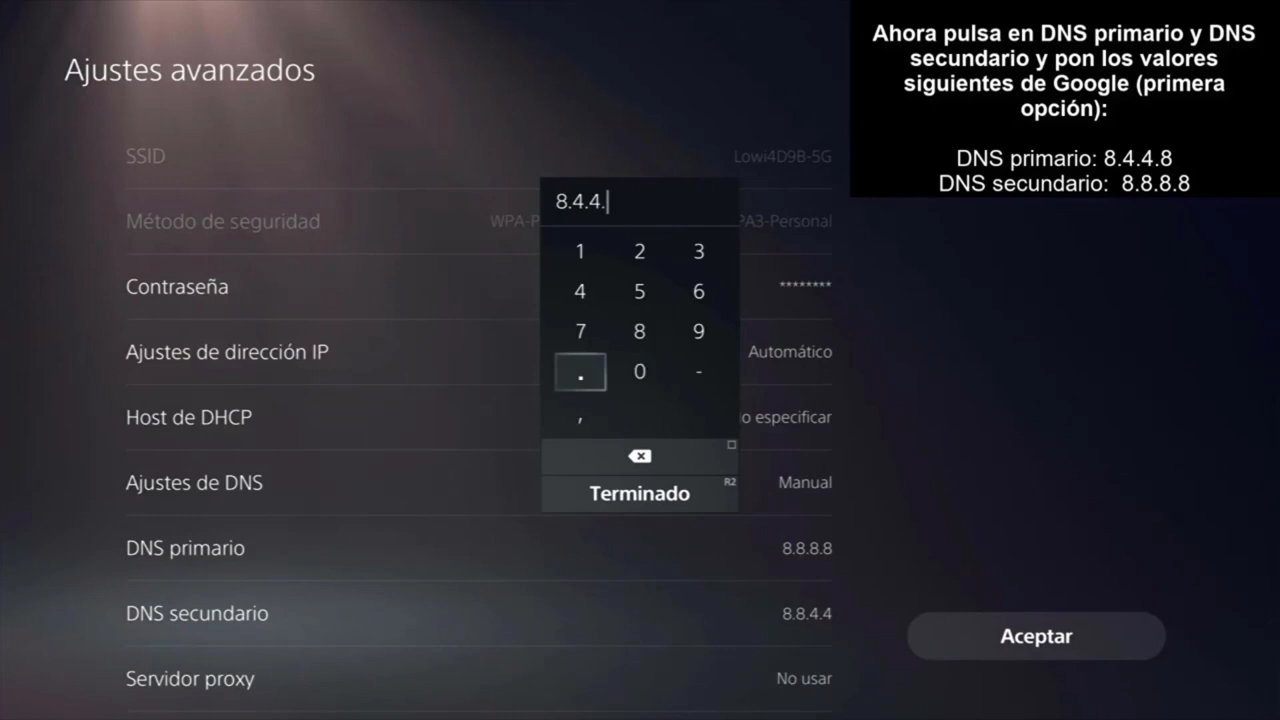 Ahora pulsa en DNS primario y DNS
secundario y pon los valores
siguientes de Google (primera
opción):
DNS primario: 8.4.4.8
DNS secundario: 8.8.8.8
Ajustes avanzados
SSID Lowi4D9B-5G
Método de seguridad WPA-P PA3-Personal
Contraseña ********
Ajustes de dirección IP Automático
Host de DHCP o especificar
Ajustes de DNS Manual
DNS primario 8.8.8.8
DNS secundario 8.8.4.4
Servidor proxy No usar
8.4.4.
1 2 3
4 5 6
7 8 9
. 0 -
,
Terminado R2
Aceptar